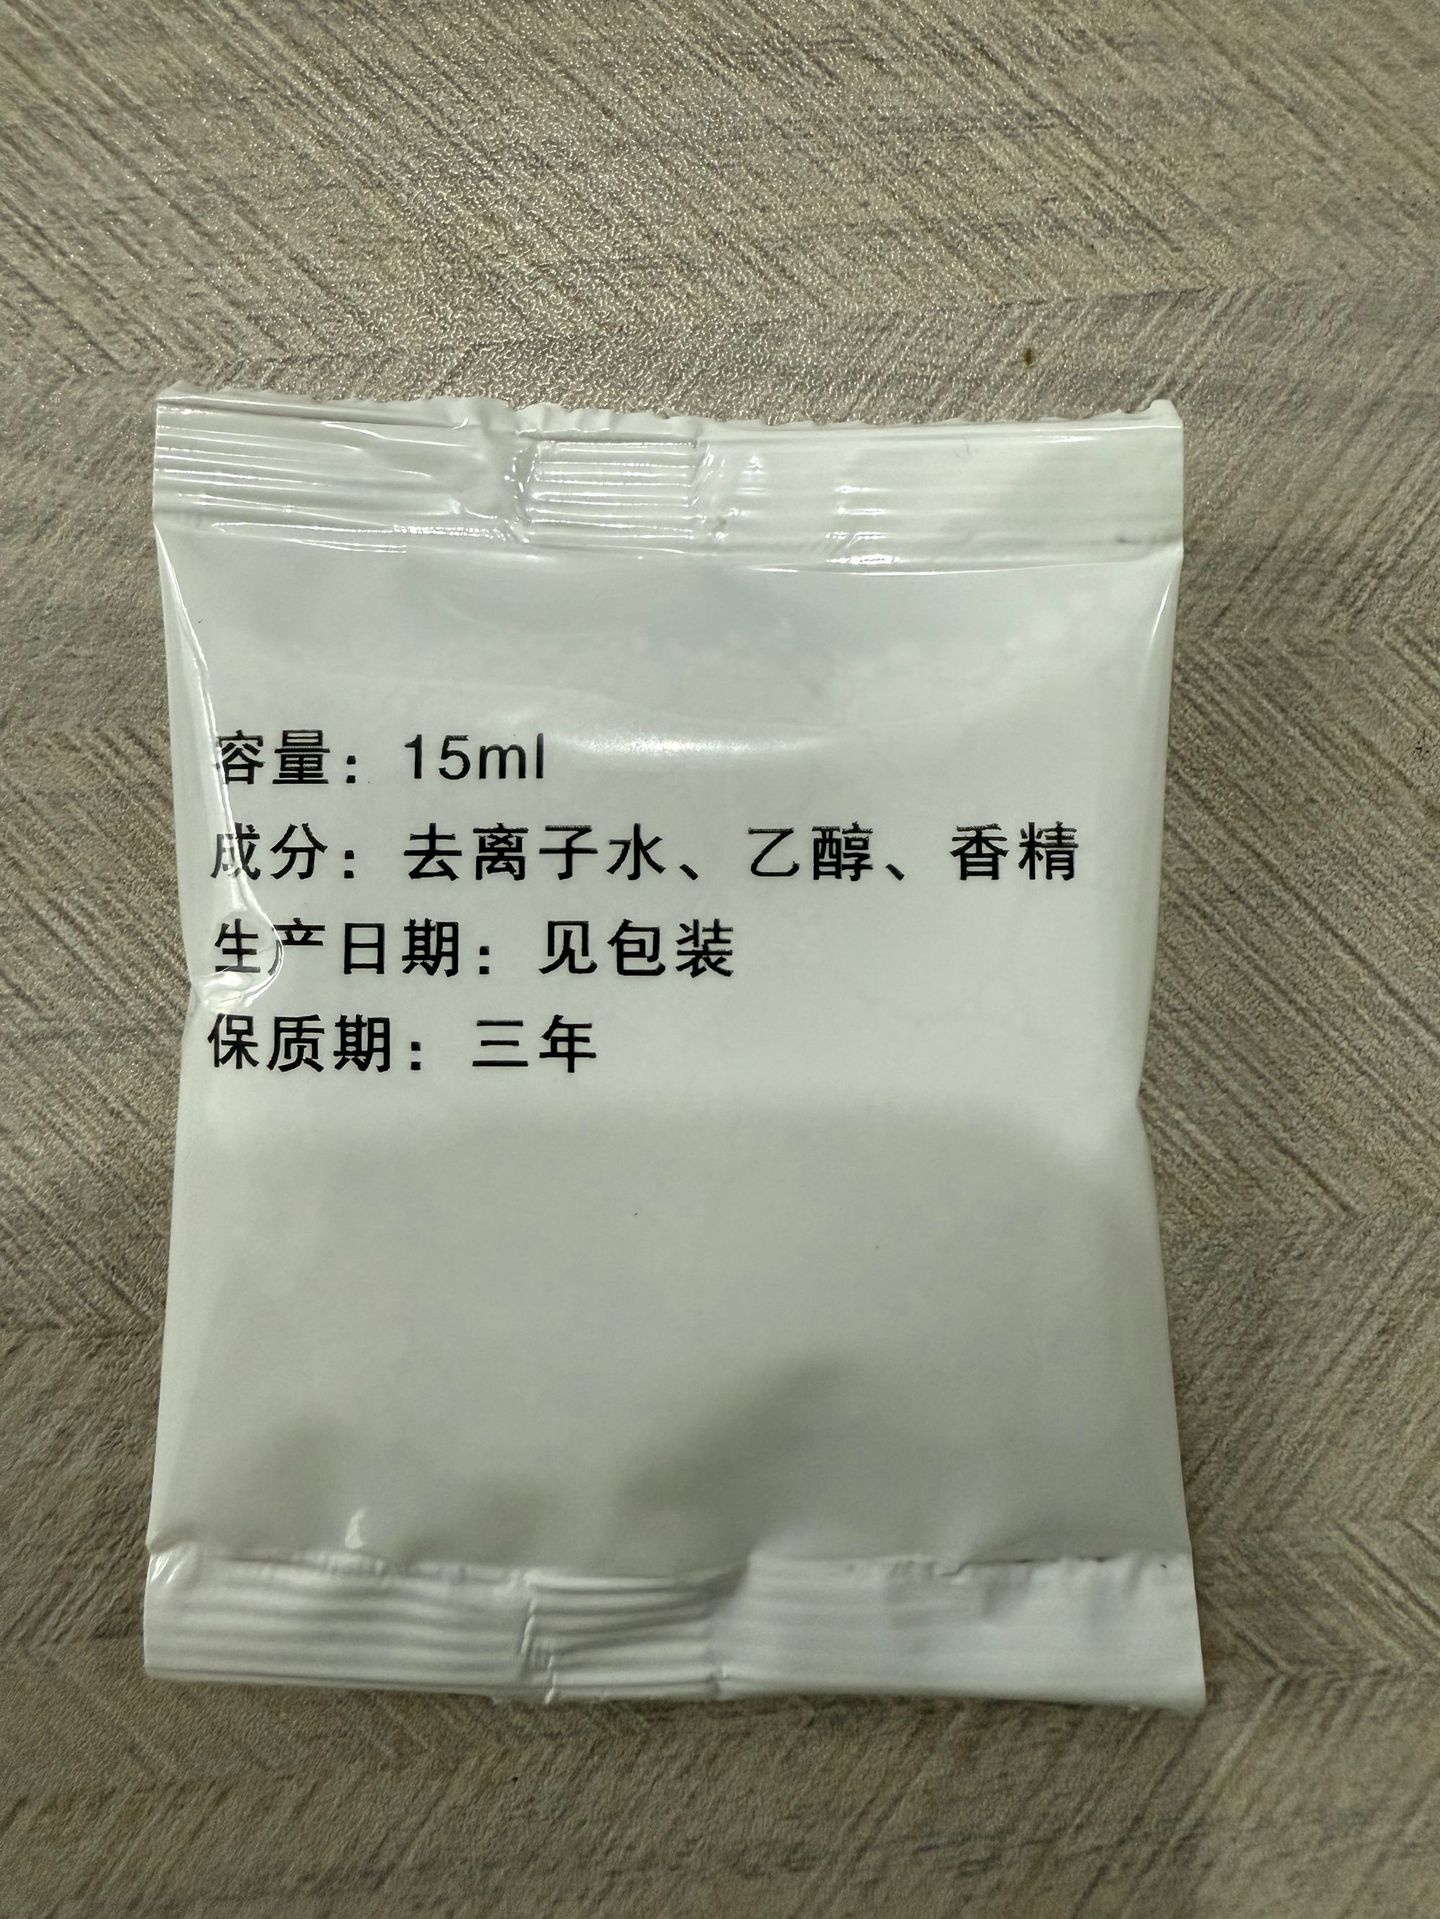 容量：15ml
成分：去离子水、乙醇、香精
生产日期：见包装
保质期：三年